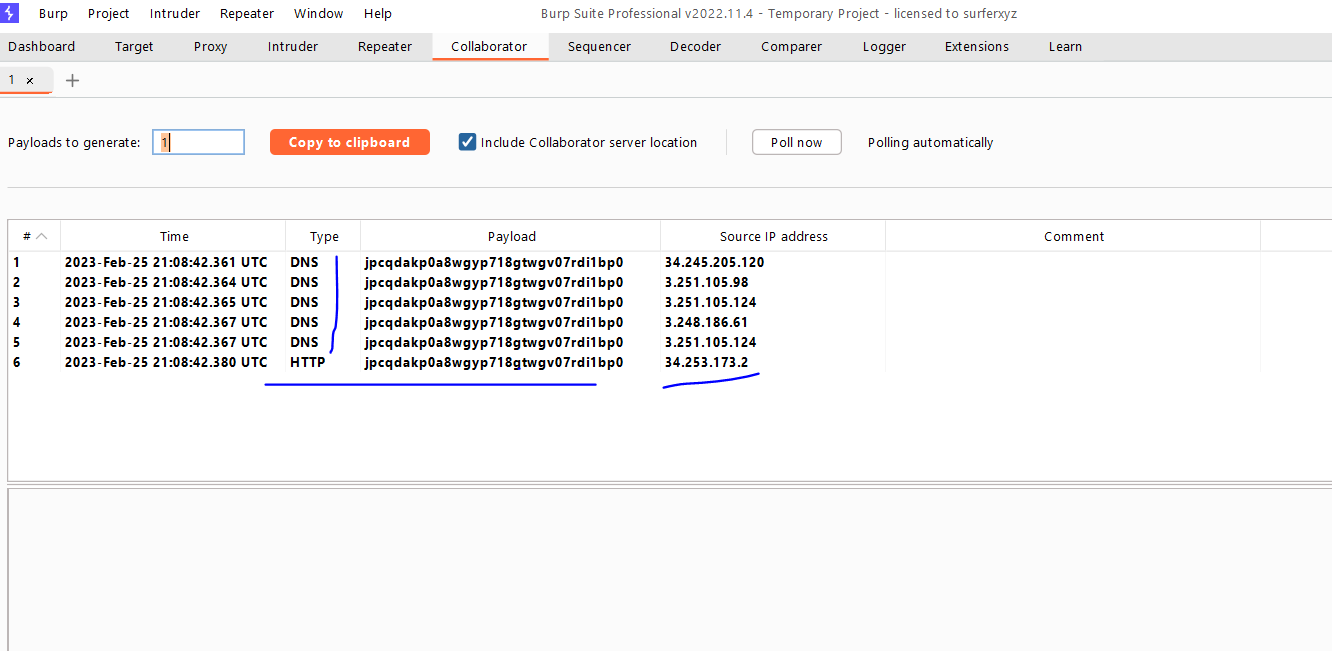 Burp Project Intruder Repeater Window Help Burp Suite Professional v2022.11.4 - Temporary Project - licensed to surferxyz
Dashboard Target Proxy Intruder Repeater Collaborator Sequencer Decoder Comparer Logger Extensions Learn
1 × +
Payloads to generate: 1 Copy to clipboard Include Collaborator server location Poll now Polling automatically
# Time Type Payload Source IP address Comment
1 2023-Feb-25 21:08:42.361 UTC DNS jpcqdakp0a8wgyp718gtwgv07rdi1bp0 34.245.205.120
2 2023-Feb-25 21:08:42.364 UTC DNS jpcqdakp0a8wgyp718gtwgv07rdi1bp0 3.251.105.98
3 2023-Feb-25 21:08:42.365 UTC DNS jpcqdakp0a8wgyp718gtwgv07rdi1bp0 3.251.105.124
4 2023-Feb-25 21:08:42.367 UTC DNS jpcqdakp0a8wgyp718gtwgv07rdi1bp0 3.248.186.61
5 2023-Feb-25 21:08:42.367 UTC DNS jpcqdakp0a8wgyp718gtwgv07rdi1bp0 3.251.105.124
6 2023-Feb-25 21:08:42.380 UTC HTTP jpcqdakp0a8wgyp718gtwgv07rdi1bp0 34.253.173.2